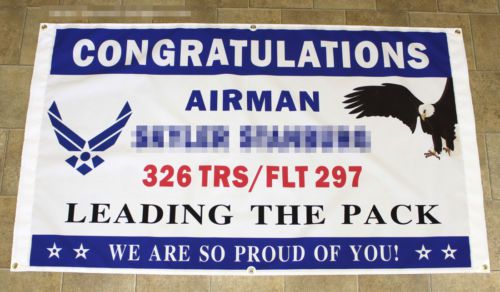 CONGRATULATIONS
AIRMAN
326 TRS/FLT 297
LEADING THE PACK
WE ARE SO PROUD OF YOU!